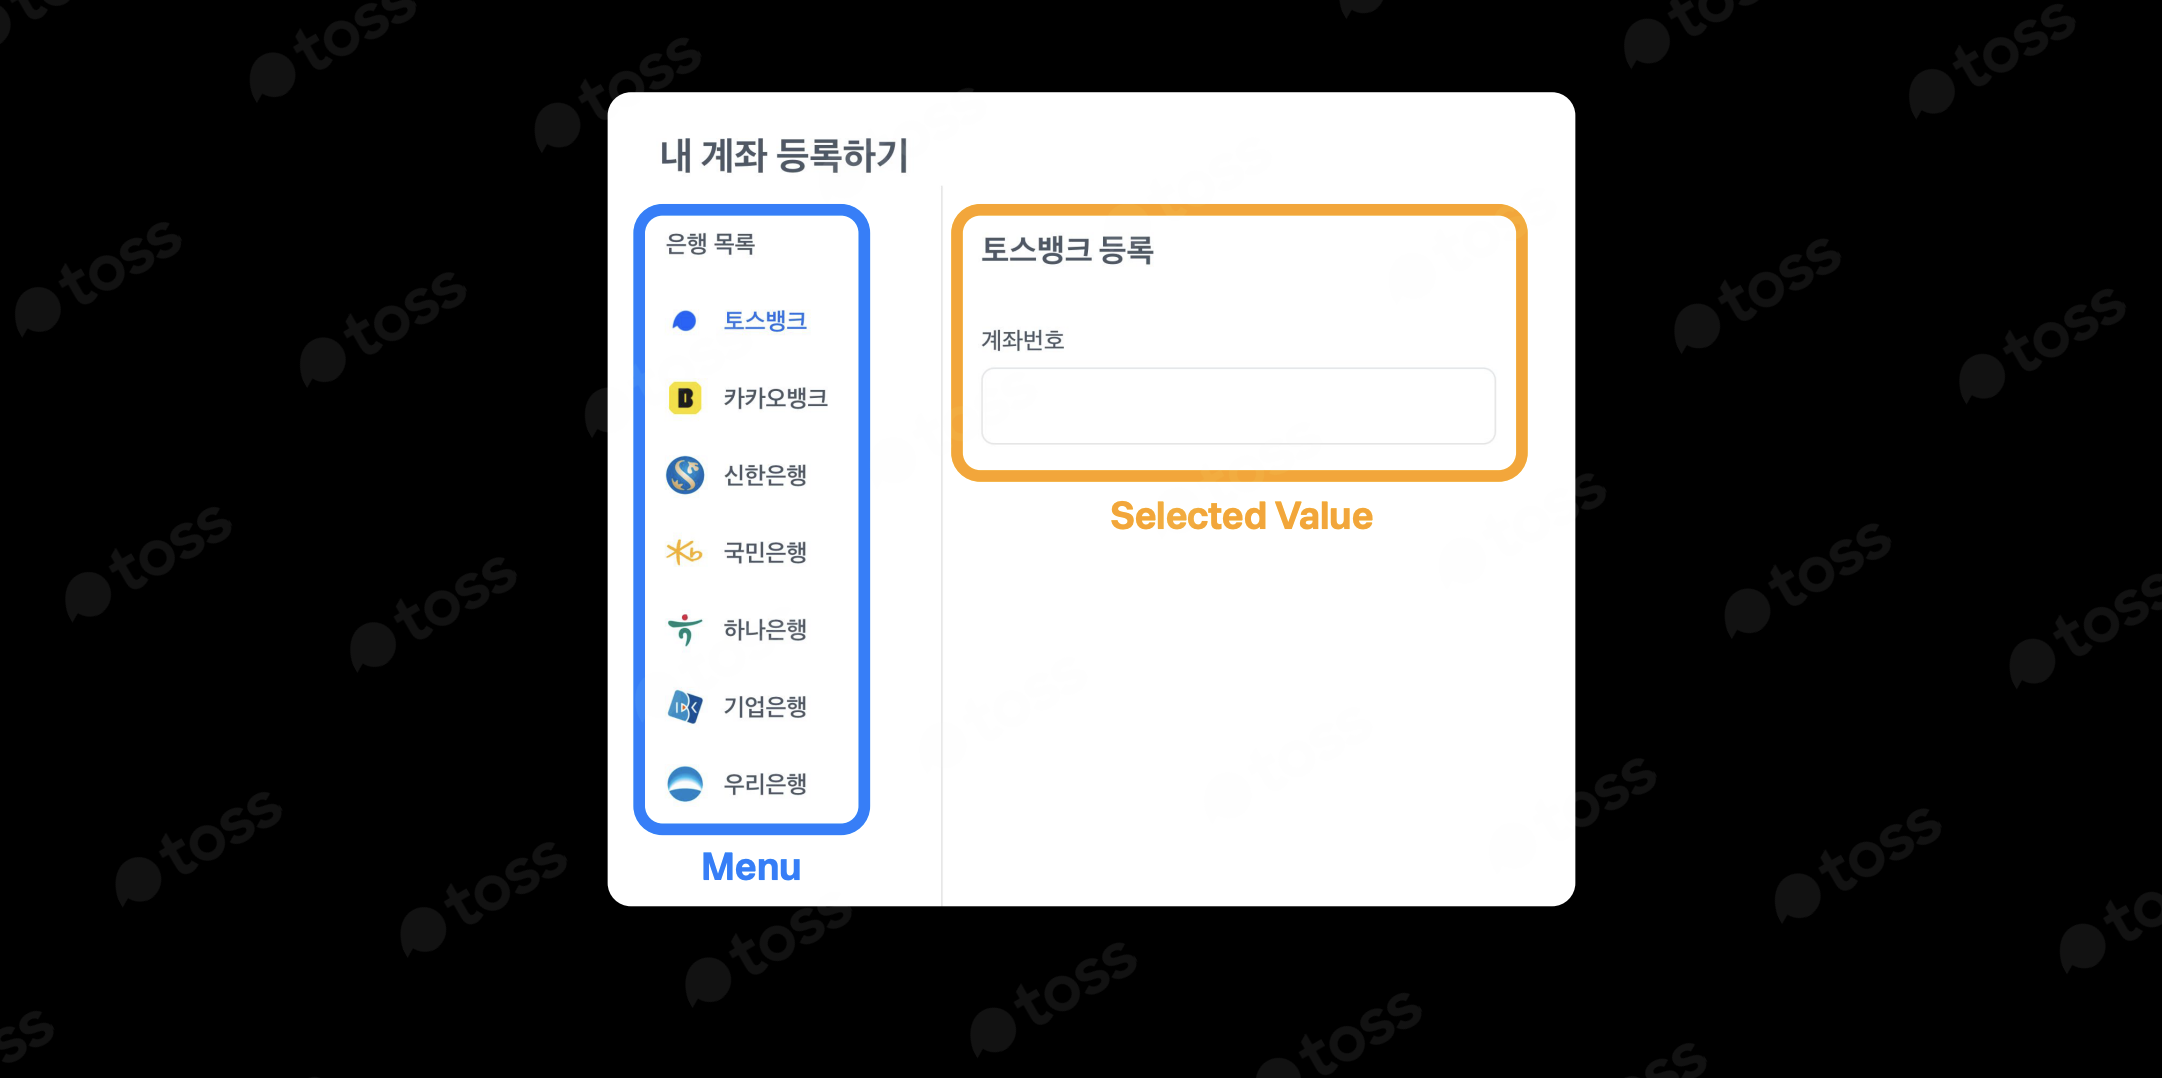 내 계좌 등록하기
은행 목록
토스뱅크
카카오뱅크
신한은행
국민은행
하나은행
기업은행
우리은행
Menu
토스뱅크 등록
계좌번호
Selected Value
toss